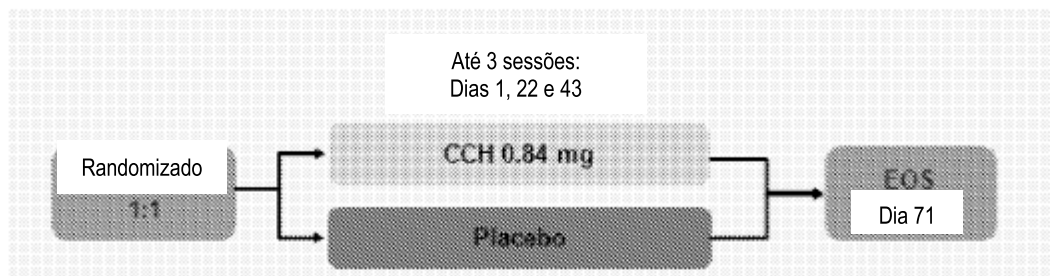 Até 3 sessões:
Dias 1, 22 e 43
Randomizado
1:1
CCH 0.84 mg
Placebo
EOS
Dia 71